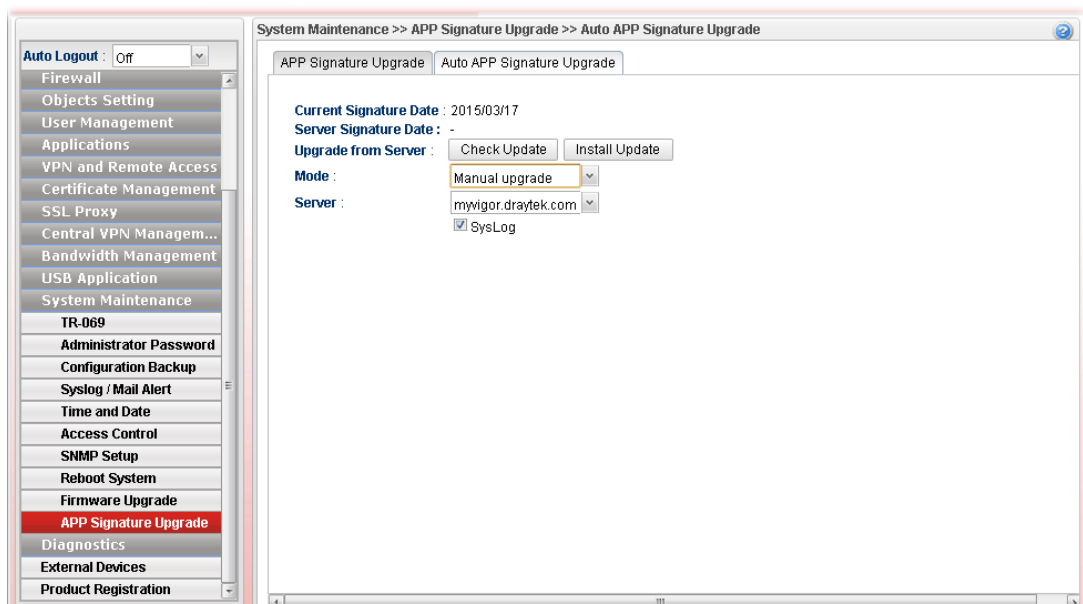 System Maintenance >> APP Signature Upgrade >> Auto APP Signature Upgrade
Auto Logout : Off
Firewall
Objects Setting
User Management
Applications
VPN and Remote Access
Certificate Management
SSL Proxy
Central VPN Managem...
Bandwidth Management
USB Application
System Maintenance
TR-069
Administrator Password
Configuration Backup
Syslog / Mail Alert
Time and Date
Access Control
SNMP Setup
Reboot System
Firmware Upgrade
APP Signature Upgrade
Diagnostics
External Devices
Product Registration
APP Signature Upgrade
Auto APP Signature Upgrade
Current Signature Date : 2015/03/17
Server Signature Date : -
Upgrade from Server : Check Update Install Update
Mode : Manual upgrade
Server : myvigor.draytek.com
SysLog